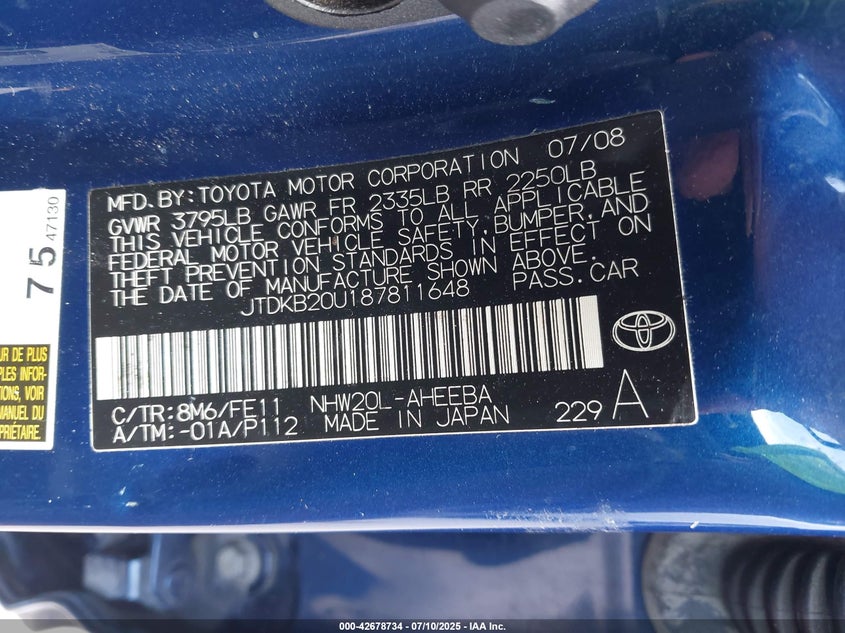 MFD. BY: TOYOTA MOTOR CORPORATION 07/08
GVWR 3795LB GAWR FR 2335LB RR 2250LB
THIS VEHICLE CONFORMS TO ALL APPLICABLE
FEDERAL MOTOR VEHICLE SAFETY, BUMPER, AND
THEFT PREVENTION STANDARDS IN EFFECT ON
THE DATE OF MANUFACTURE SHOWN ABOVE.
JTDKB20U187811648 PASS. CAR
C/TR: 8M6/FE11 NHW20L-AHEEBA
A/TM: -01A/P112 MADE IN JAPAN 229 A
75
47130
UR DE PLUS
PLES INFOR-
TIONS, VOIR
MANUEL DU
PRIÉTAIRE.
000-42678734 - 07/10/2025 - IAA Inc.